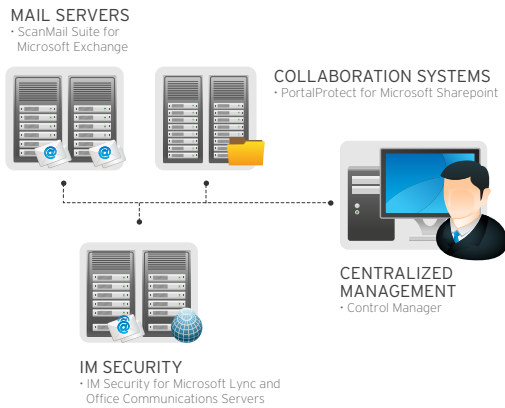 MAIL SERVERS
• ScanMail Suite for
Microsoft Exchange
COLLABORATION SYSTEMS
• PortalProtect for Microsoft Sharepoint
CENTRALIZED
MANAGEMENT
• Control Manager
IM SECURITY
• IM Security for Microsoft Lync and
Office Communications Servers